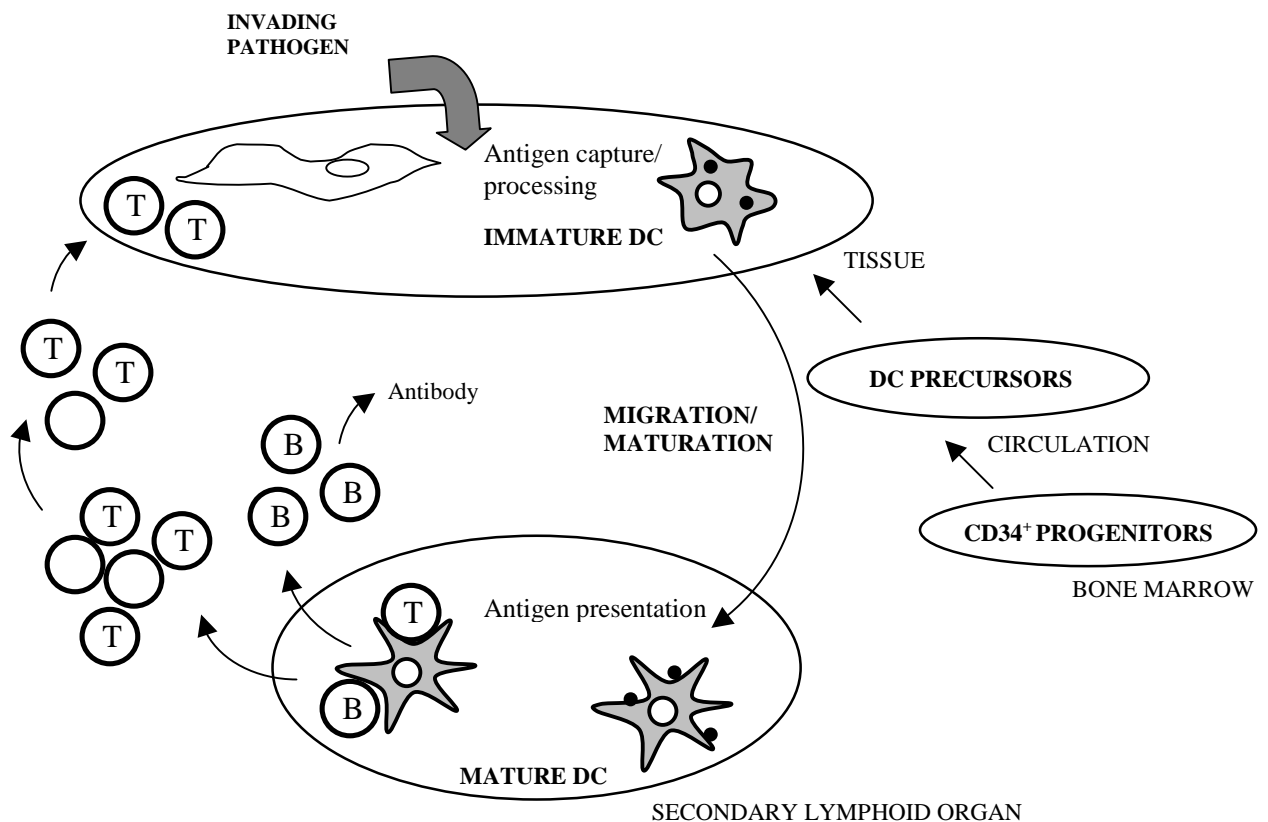 INVADING
PATHOGEN
Antigen capture/
processing
T
T
IMMATURE DC
TISSUE
T
T
DC PRECURSORS
Antibody
MIGRATION/
MATURATION
B
CIRCULATION
B
B
T
T
CD34+ PROGENITORS
BONE MARROW
T
T
Antigen presentation
B
MATURE DC
SECONDARY LYMPHOID ORGAN